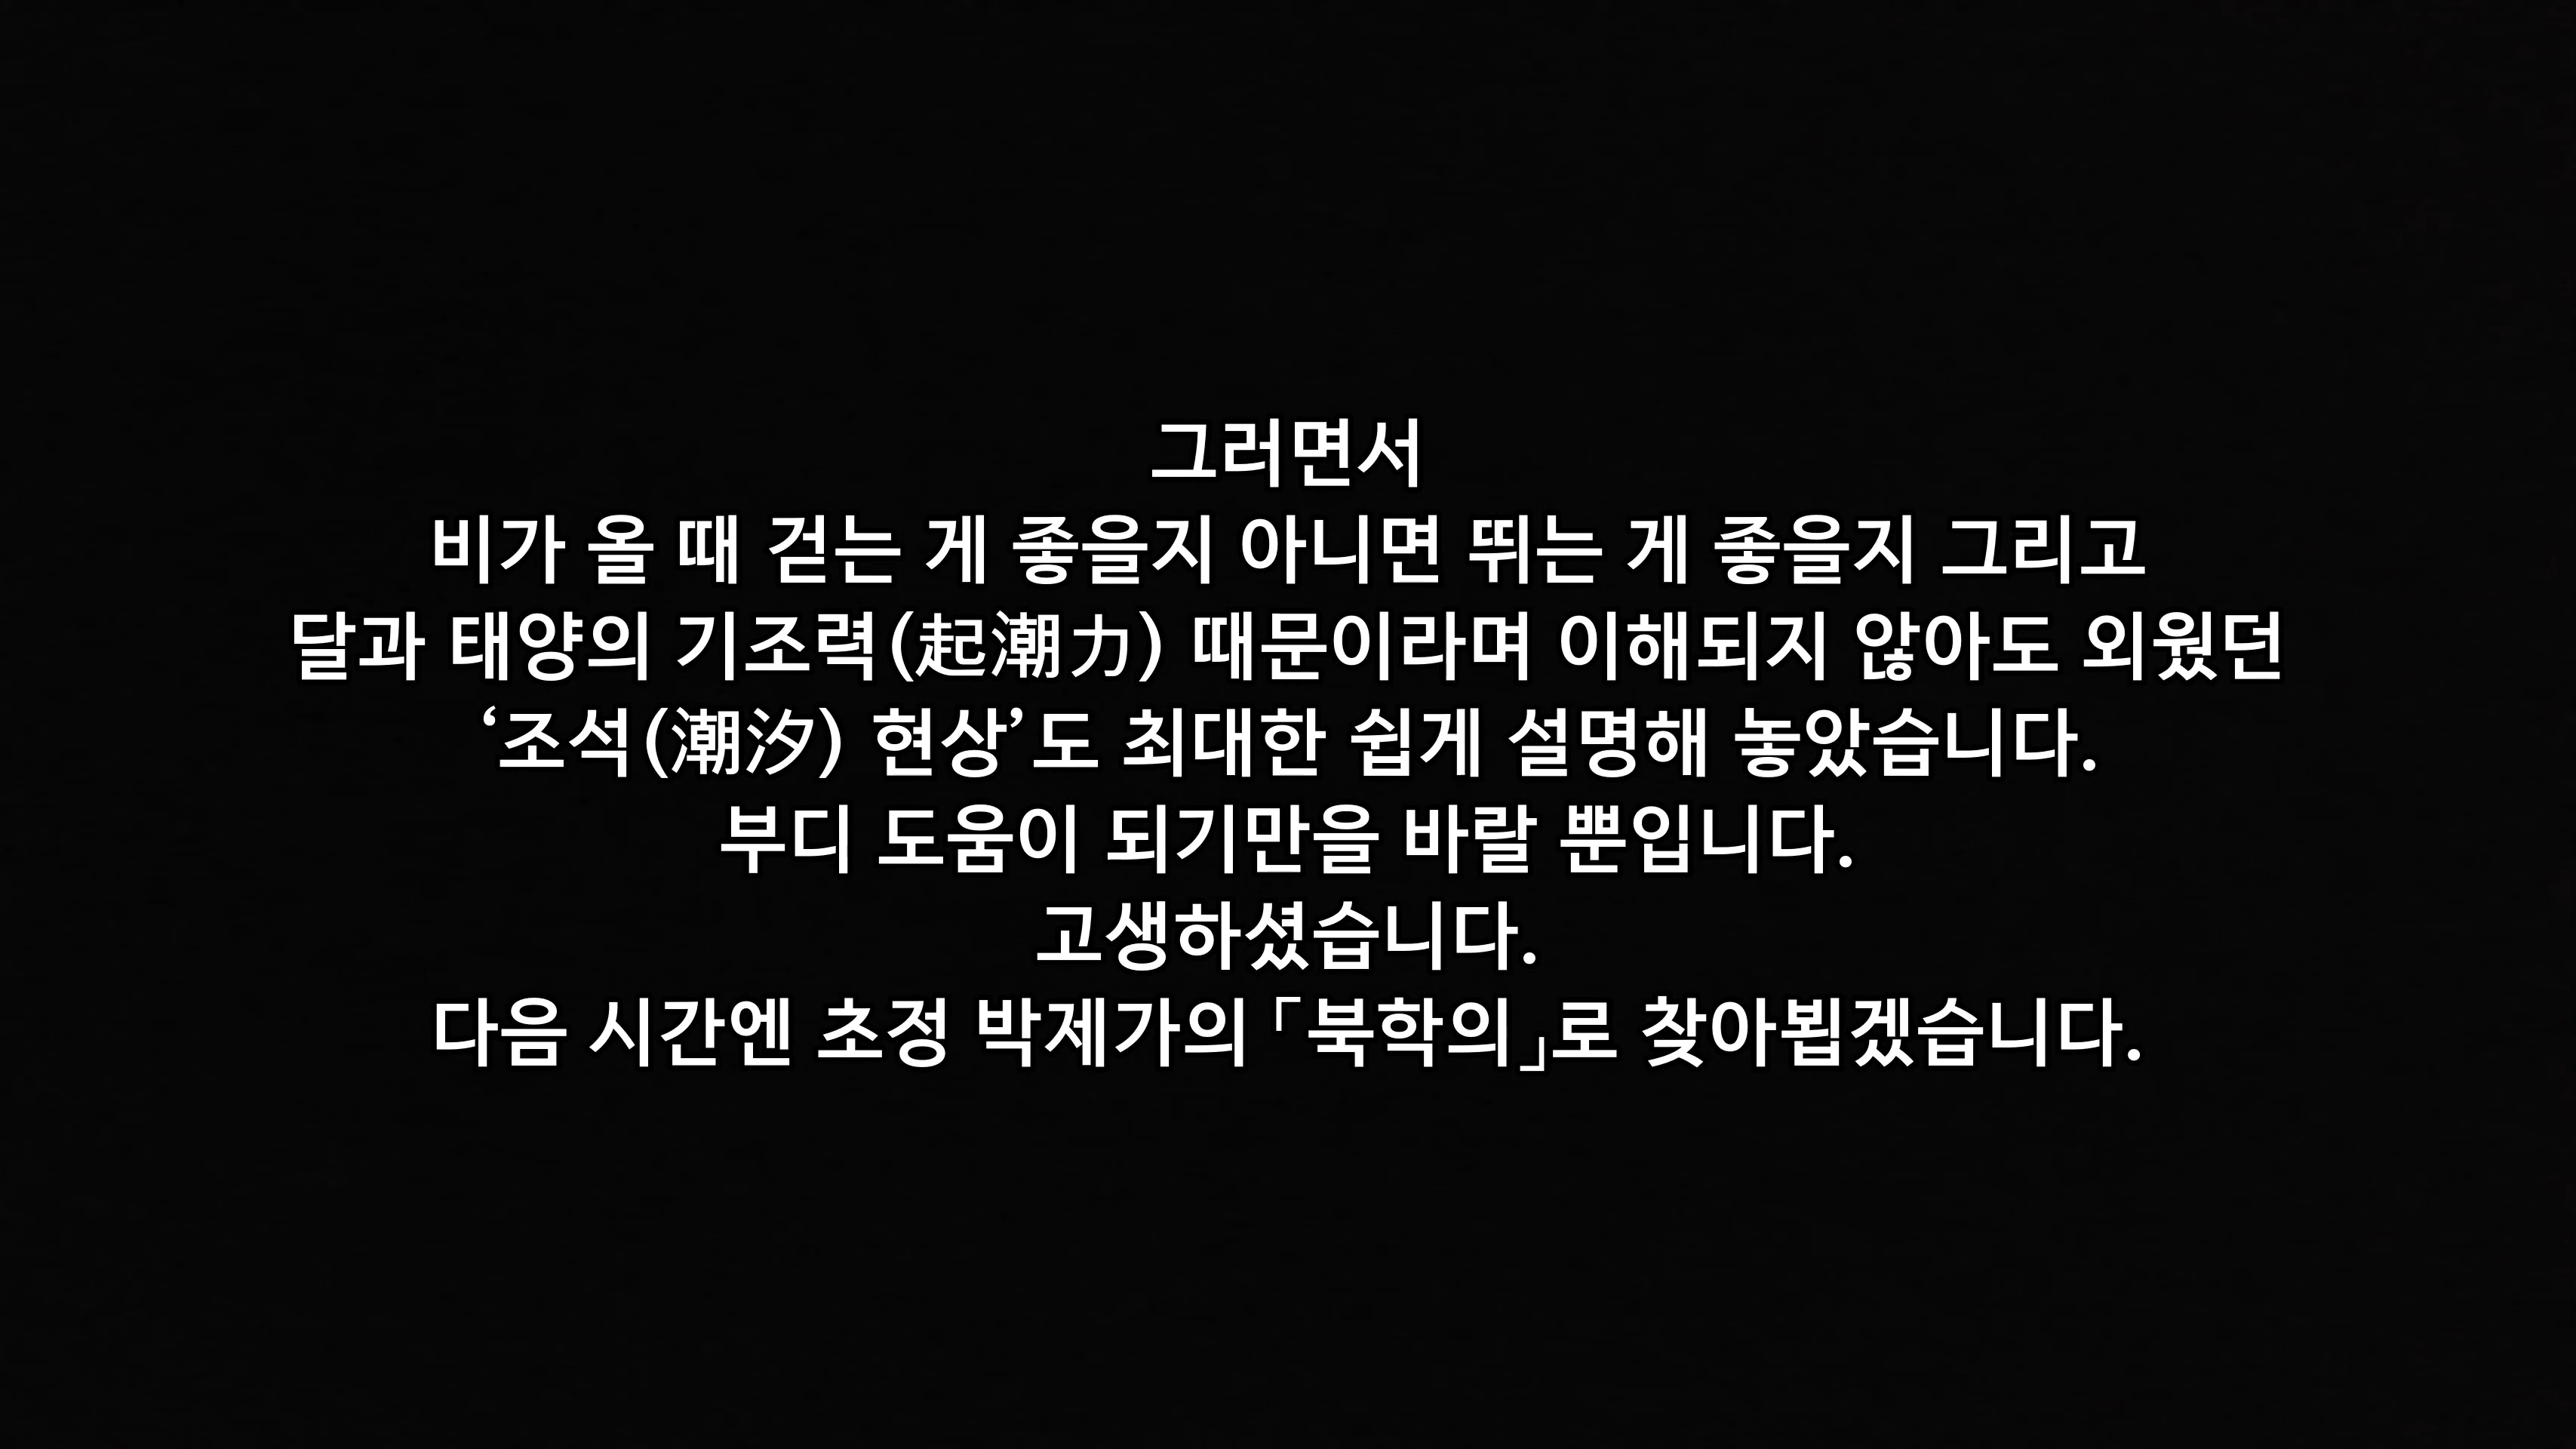 그러면서
비가 올 때 걷는 게 좋을지 아니면 뛰는 게 좋을지 그리고
달과 태양의 기조력(起潮力) 때문이라며 이해되지 않아도 외웠던
‘조석(潮汐) 현상’도 최대한 쉽게 설명해 놓았습니다.
부디 도움이 되기만을 바랄 뿐입니다.
고생하셨습니다.
다음 시간엔 초정 박제가의「북학의」로 찾아뵙겠습니다.